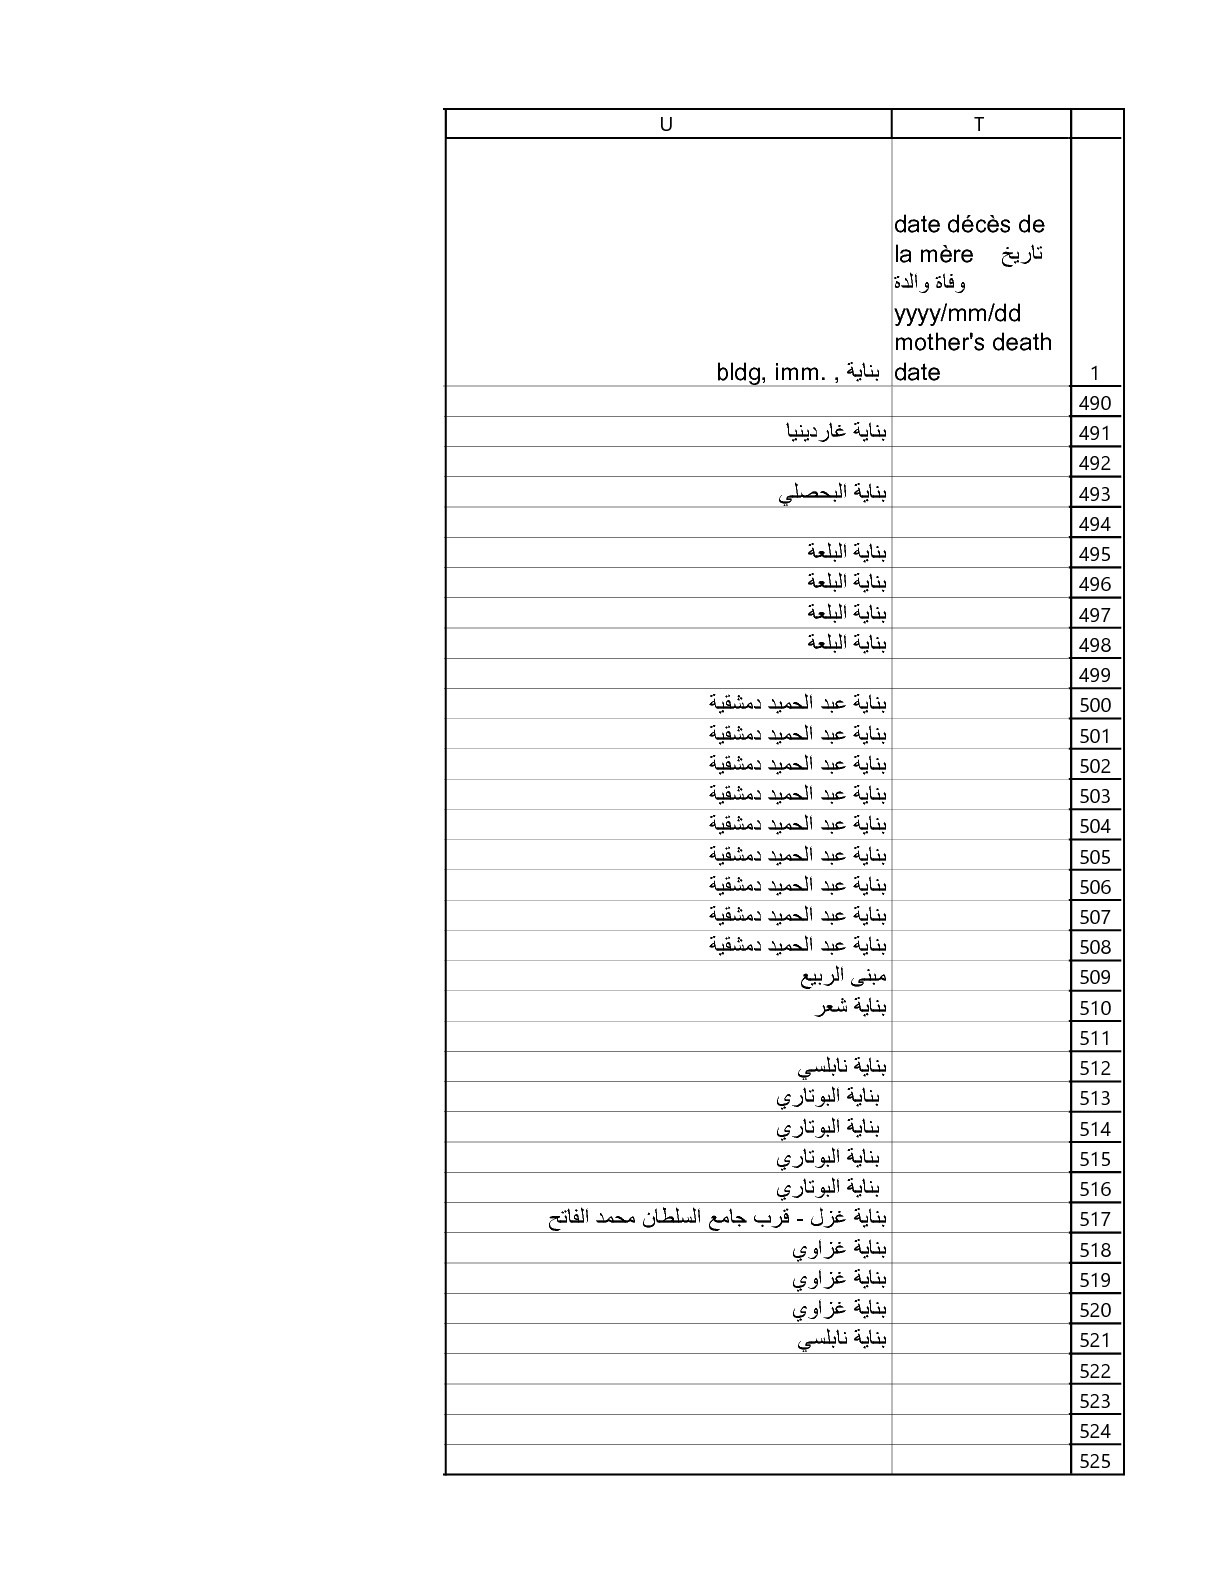 U T
date décès de
la mère تاريخ
وفاة والدة
yyyy/mm/dd
mother's death
bldg, imm. , بناية date 1
490
بناية غاردينيا 491
492
بناية البحصلي 493
494
بناية البلعة 495
بناية البلعة 496
بناية البلعة 497
بناية البلعة 498
499
بناية عبد الحميد دمشقية 500
بناية عبد الحميد دمشقية 501
بناية عبد الحميد دمشقية 502
بناية عبد الحميد دمشقية 503
بناية عبد الحميد دمشقية 504
بناية عبد الحميد دمشقية 505
بناية عبد الحميد دمشقية 506
بناية عبد الحميد دمشقية 507
بناية عبد الحميد دمشقية 508
مبنى الربيع 509
بناية شعر 510
511
بناية نابلسي 512
بناية البوتاري 513
بناية البوتاري 514
بناية البوتاري 515
بناية البوتاري 516
بناية غزل - قرب جامع السلطان محمد الفاتح 517
بناية غزاوي 518
بناية غزاوي 519
بناية غزاوي 520
بناية نابلسي 521
522
523
524
525